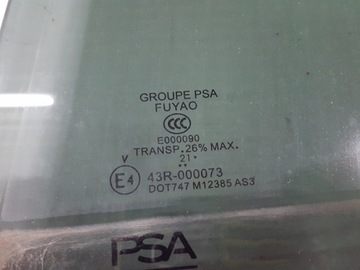 GROUPE PSA
FUYAO
CCC
E000090
TRANSP. 26% MAX.
21
V
E4 43R-000073
DOT747 M12385 AS3
PSA